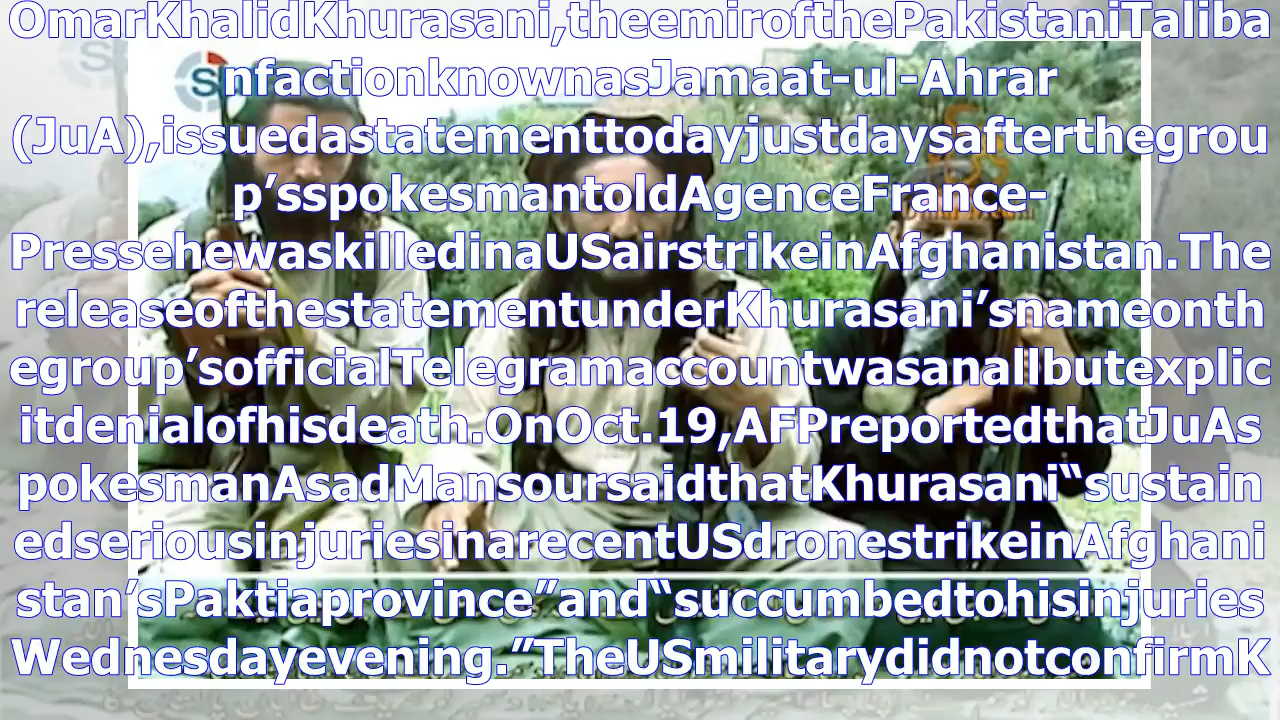 OmarKhalidKhurasani,theemirofthePakistaniTaliba
nfactionknownasJamaat-ul-Ahrar
(JuA),issuedastatementtodayjustdaysafterthegrou
p’sspokesmantoldAgenceFrance-
PressehewaskilledinaUSairstrikeinAfghanistan.The
releaseofthestatementunderKhurasani’snameonth
egroup’sofficialTelegramaccountwasanallbutexplic
itdenialofhisdeath.OnOct.19,AFPreportedthatJuAs
pokesmanAsadMansoursaidthatKhurasani“sustain
edseriousinjuriesinarecentUSdronestrikeinAfghani
stan’sPaktiaprovince”and“succumbedtohisinjuries
Wednesdayevening.”TheUSmilitarydidnotconfirmK